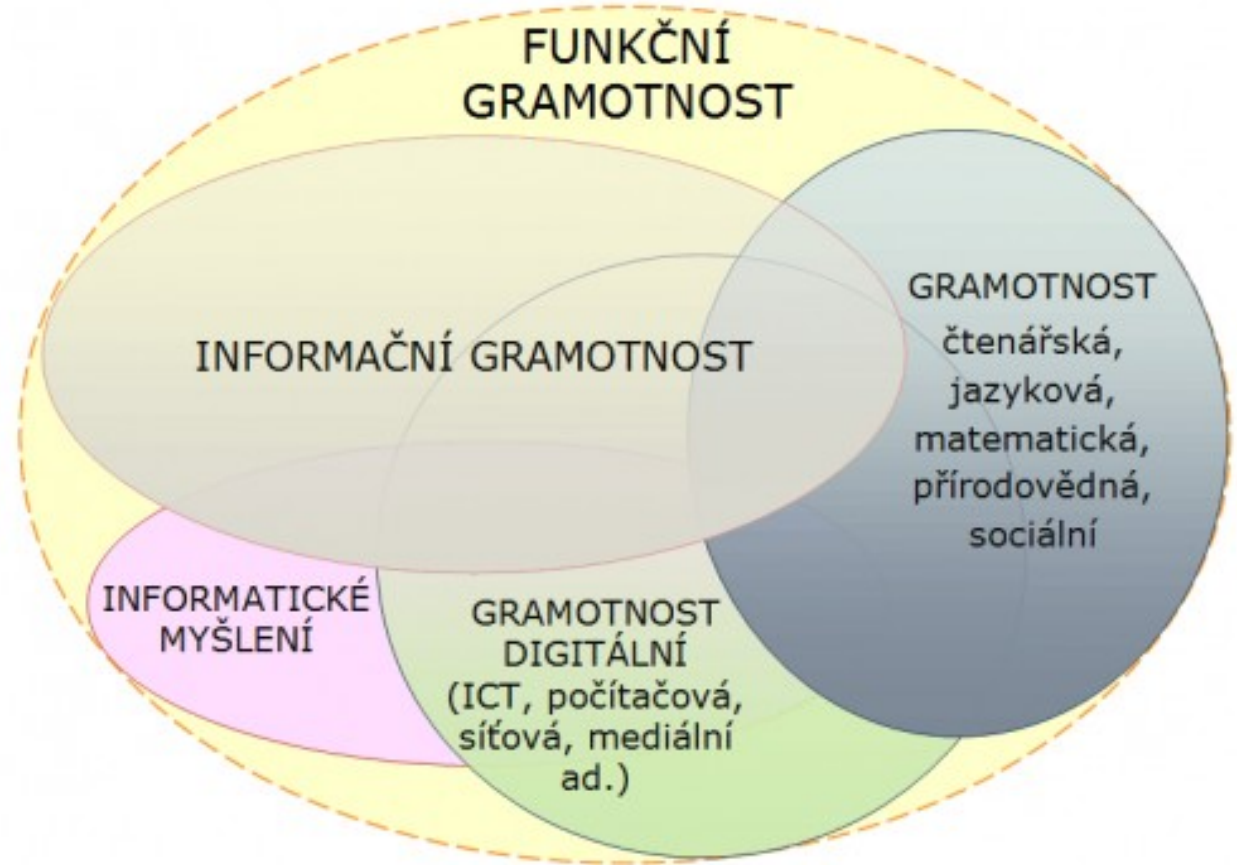 FUNKČNÍ
GRAMOTNOST
INFORMAČNÍ GRAMOTNOST
GRAMOTNOST
čtenářská,
jazyková,
matematická,
přírodovědná,
sociální
INFORMATICKÉ
MYŠLENÍ
GRAMOTNOST
DIGITÁLNÍ
(ICT, počítačová,
síťová, mediální
ad.)